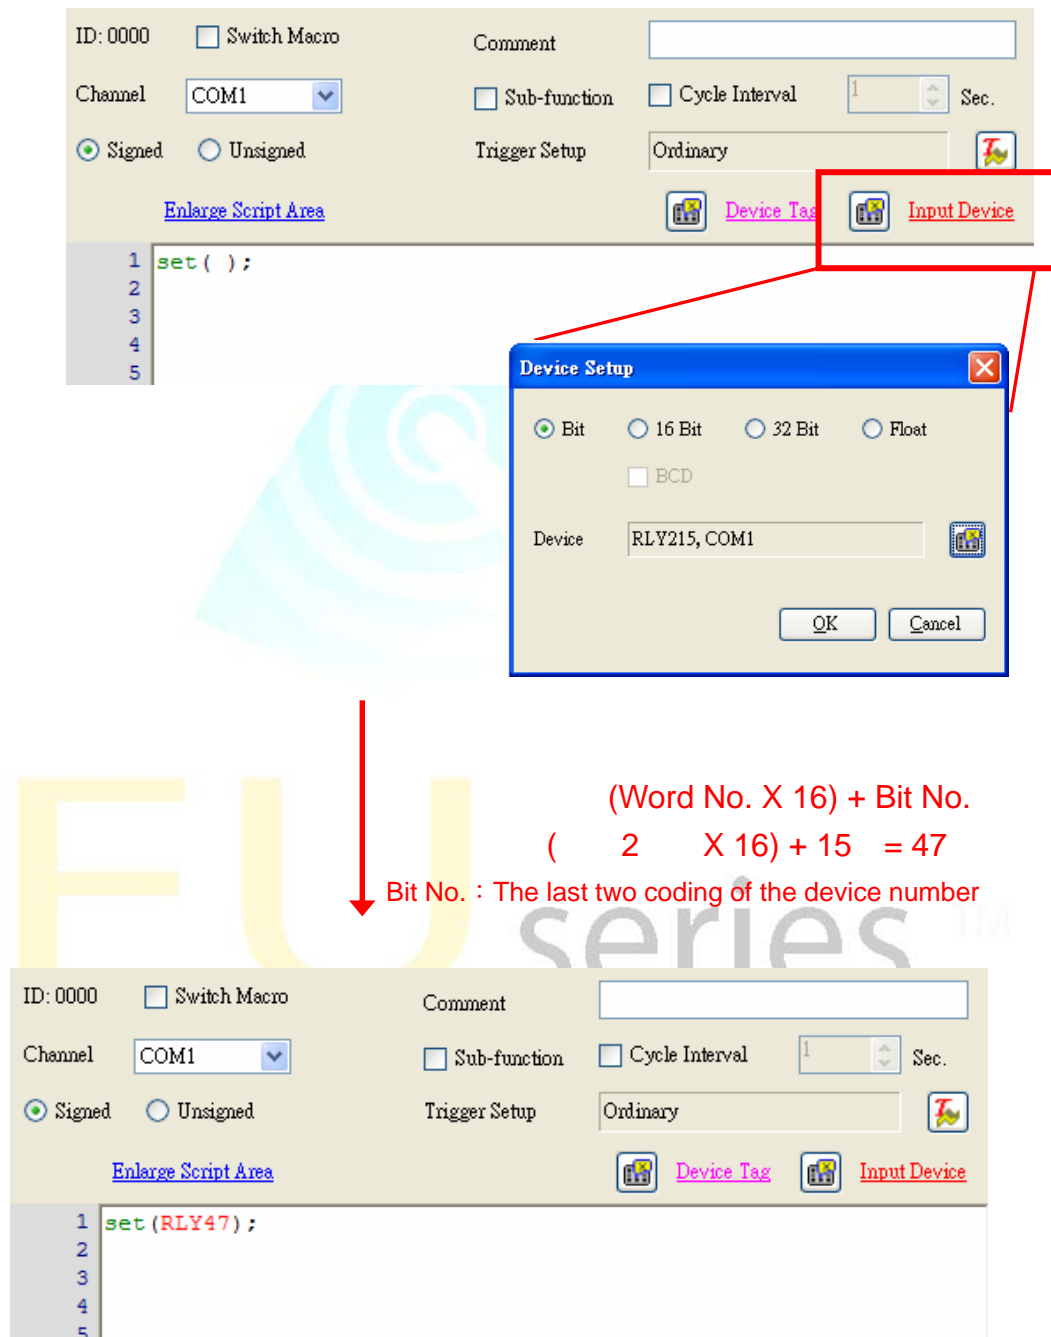 ID: 0000 Switch Macro Comment
Channel COM1 Sub-function Cycle Interval 1 Sec.
Signed Unsigned Trigger Setup Ordinary
Enlarge Script Area Device Tag Input Device
1 set( );
2
3
4
5
Device Setup
Bit 16 Bit 32 Bit Float
BCD
Device RLY215, COM1
OK Cancel
(Word No. X 16) + Bit No.
( 2 X 16) + 15 = 47
Bit No.：The last two coding of the device number
FU series TM
ID: 0000 Switch Macro Comment
Channel COM1 Sub-function Cycle Interval 1 Sec.
Signed Unsigned Trigger Setup Ordinary
Enlarge Script Area Device Tag Input Device
1 set(RLY47);
2
3
4
5